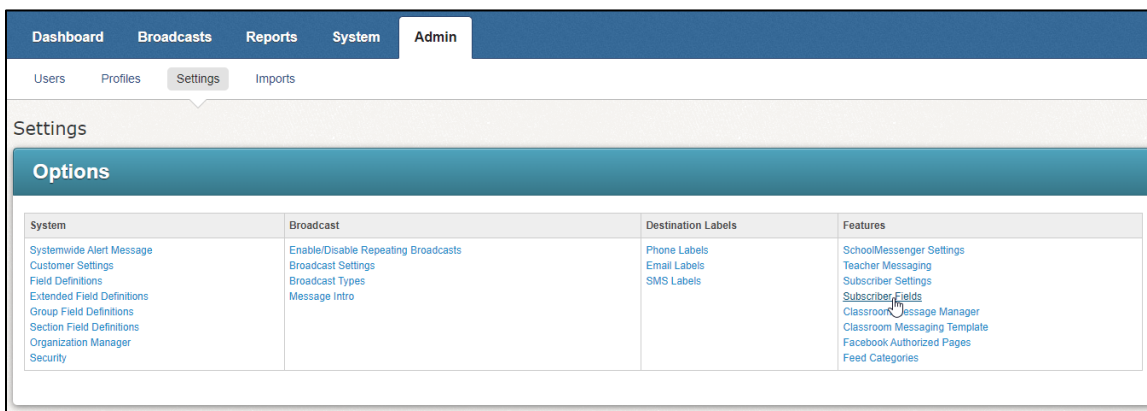 Dashboard Broadcasts Reports System Admin
Users Profiles Settings Imports
Settings
Options
System Broadcast Destination Labels Features
Systemwide Alert Message Enable/Disable Repeating Broadcasts Phone Labels SchoolMessenger Settings
Customer Settings Broadcast Settings Email Labels Teacher Messaging
Field Definitions Broadcast Types SMS Labels Subscriber Settings
Extended Field Definitions Message Intro Subscriber Fields
Group Field Definitions Classroom Message Manager
Section Field Definitions Classroom Messaging Template
Organization Manager Facebook Authorized Pages
Security Feed Categories